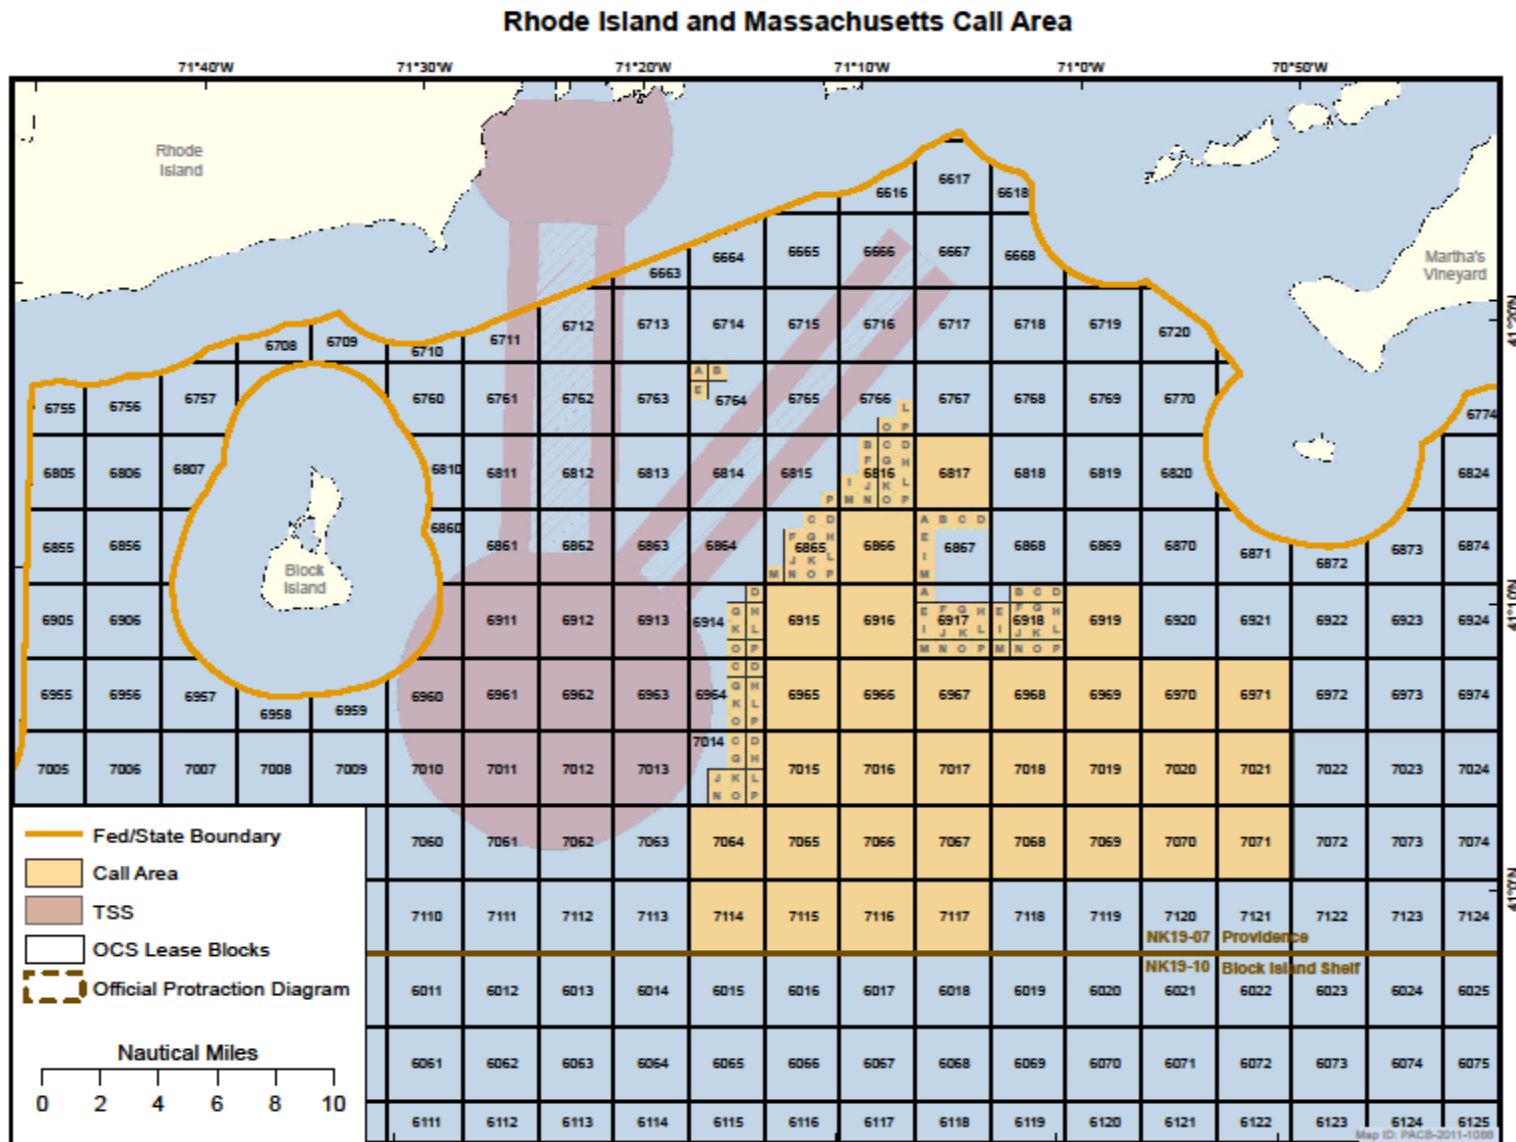 Rhode Island and Massachusetts Call Area
71°40'W 71°30'W 71°20'W 71°10'W 71°0'W 70°50'W
Rhode
Island
6616 6617 6618
Martha's
Vineyard
6663 6664 6665 6666 6667 6668
41°20'N
6708 6709 6710 6711 6712 6713 6714 6715 6716 6717 6718 6719 6720
A B
E
6755 6756 6757 6760 6761 6762 6763 6764 6765 6766 6767 6768 6769 6770 6774
L
O P
6805 6806 6807 6810 6811 6812 6813 6814 6815 6816 6817 6818 6819 6820 6824
B C D
F G H
I J K L
P M N O P
6855 6856 6860 6861 6862 6863 6864 6865 6866 6867 6868 6869 6870 6871 6872 6873 6874
C D A B C D
F G H E
J K L I
M N O P M
Block
Island
41°10'N
6905 6906 6911 6912 6913 6914 6915 6916 6917 6918 6919 6920 6921 6922 6923 6924
D A B C D
G H E F G H E F G H
K L I J K L I J K L
O P M N O P M N O P
6955 6956 6957 6958 6959 6960 6961 6962 6963 6964 6965 6966 6967 6968 6969 6970 6971 6972 6973 6974
C D
G H
K L
O P
7005 7006 7007 7008 7009 7010 7011 7012 7013 7014 7015 7016 7017 7018 7019 7020 7021 7022 7023 7024
C D
G H
J K L
N O P
7060 7061 7062 7063 7064 7065 7066 7067 7068 7069 7070 7071 7072 7073 7074
41°0'N
7110 7111 7112 7113 7114 7115 7116 7117 7118 7119 7120 7121 7122 7123 7124
NK19-07 Providence
NK19-10 Block Island Shelf
6011 6012 6013 6014 6015 6016 6017 6018 6019 6020 6021 6022 6023 6024 6025
6061 6062 6063 6064 6065 6066 6067 6068 6069 6070 6071 6072 6073 6074 6075
6111 6112 6113 6114 6115 6116 6117 6118 6119 6120 6121 6122 6123 6124 6125
Fed/State Boundary
Call Area
TSS
OCS Lease Blocks
Official Protraction Diagram
Nautical Miles
0 2 4 6 8 10
Map ID: PACS-2011-1088